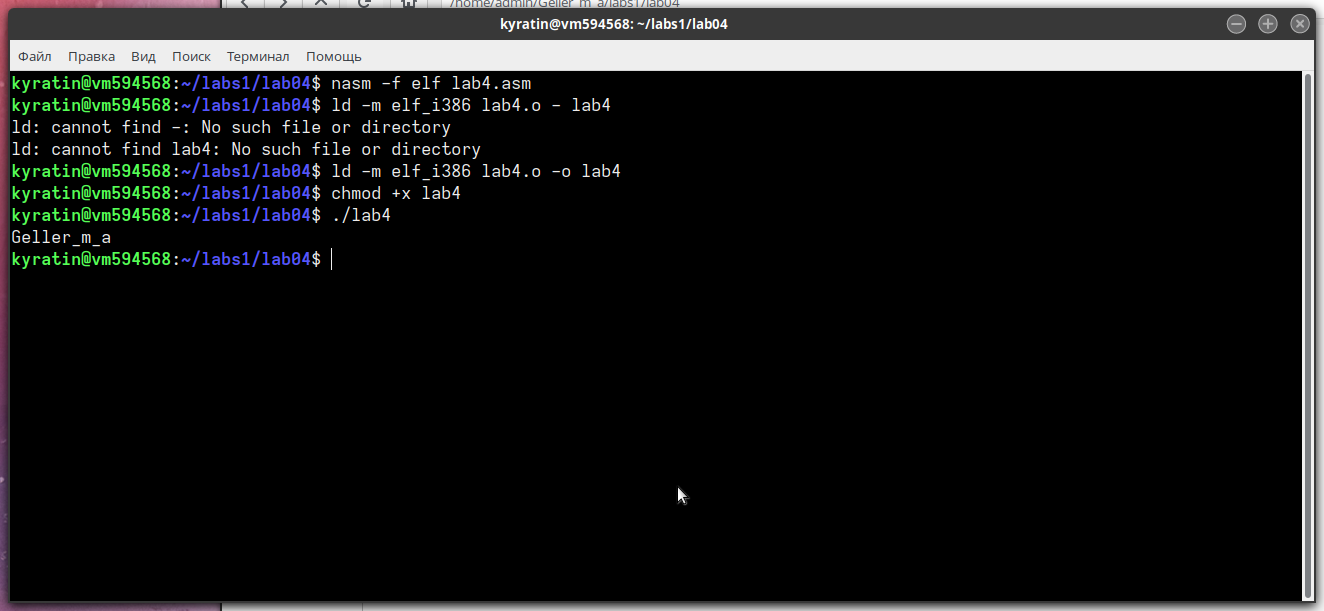 /home/admin/Geller_m_a/labs1/lab04
kyratin@vm594568: ~/labs1/lab04
Файл Правка Вид Поиск Терминал Помощь
kyratin@vm594568:~/labs1/lab04$ nasm -f elf lab4.asm
kyratin@vm594568:~/labs1/lab04$ ld -m elf_i386 lab4.o - lab4
ld: cannot find -: No such file or directory
ld: cannot find lab4: No such file or directory
kyratin@vm594568:~/labs1/lab04$ ld -m elf_i386 lab4.o -o lab4
kyratin@vm594568:~/labs1/lab04$ chmod +x lab4
kyratin@vm594568:~/labs1/lab04$ ./lab4
Geller_m_a
kyratin@vm594568:~/labs1/lab04$